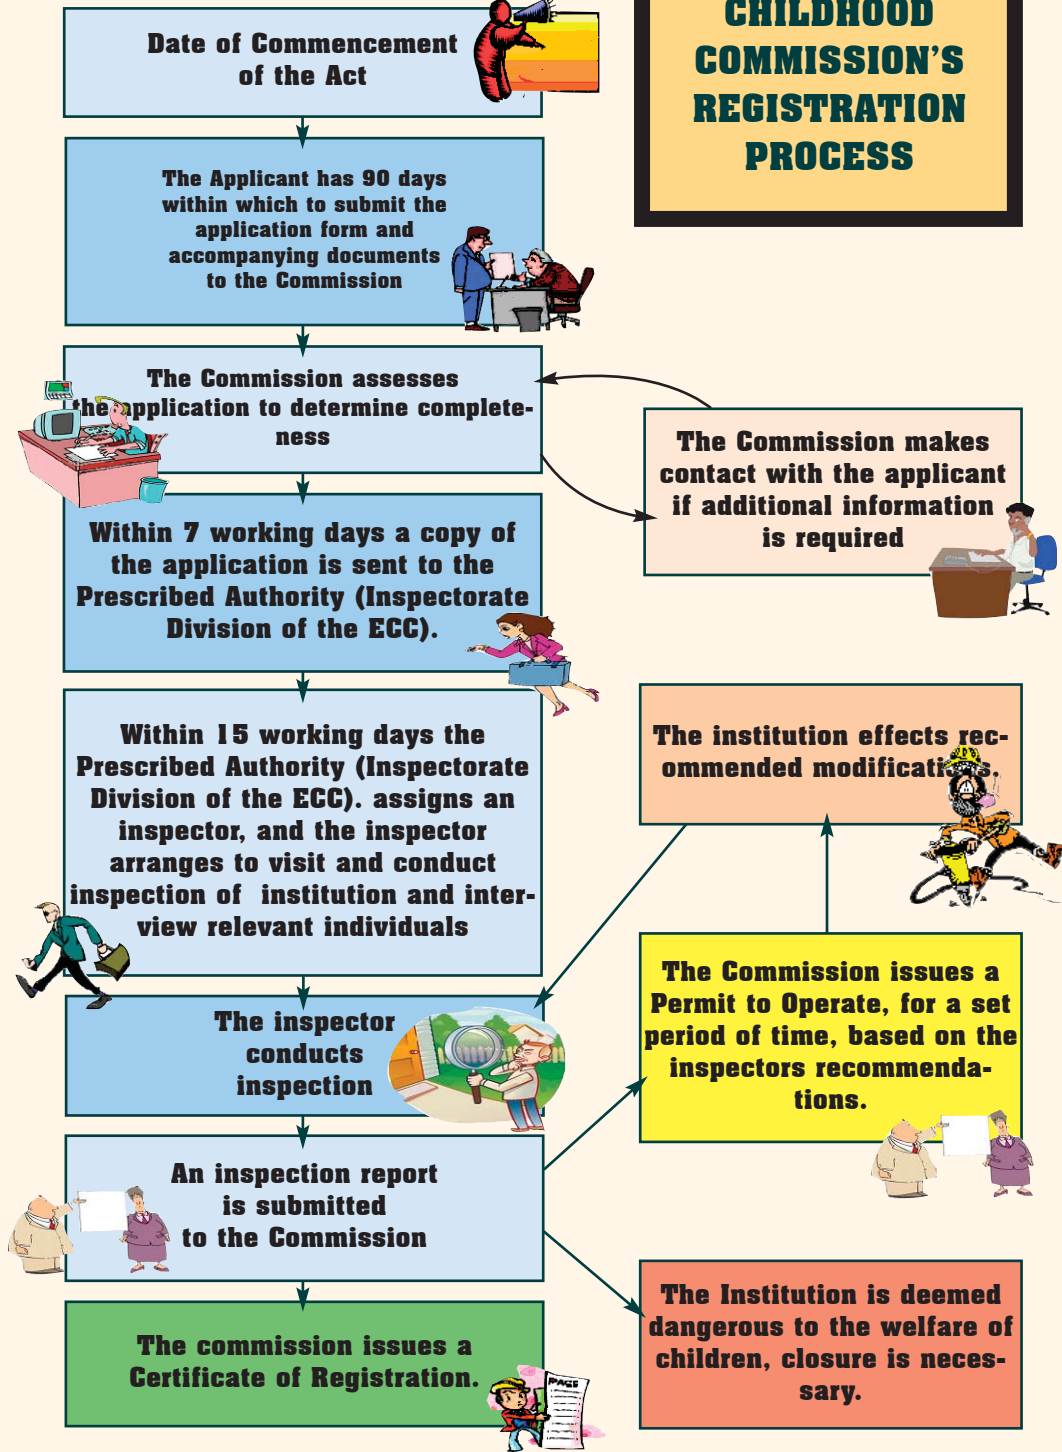 CHILDHOOD
COMMISSION'S
REGISTRATION
PROCESS
Date of Commencement
of the Act
The Applicant has 90 days
within which to submit the
application form and
accompanying documents
to the Commission
The Commission assesses
the application to determine complete-
ness
The Commission makes
contact with the applicant
if additional information
is required
Within 7 working days a copy of
the application is sent to the
Prescribed Authority (Inspectorate
Division of the ECC).
Within 15 working days the
Prescribed Authority (Inspectorate
Division of the ECC). assigns an
inspector, and the inspector
arranges to visit and conduct
inspection of institution and inter-
view relevant individuals
The institution effects rec-
ommended modifications.
The inspector
conducts
inspection
The Commission issues a
Permit to Operate, for a set
period of time, based on the
inspectors recommenda-
tions.
An inspection report
is submitted
to the Commission
The Institution is deemed
dangerous to the welfare of
children, closure is neces-
sary.
The commission issues a
Certificate of Registration.
PAGE